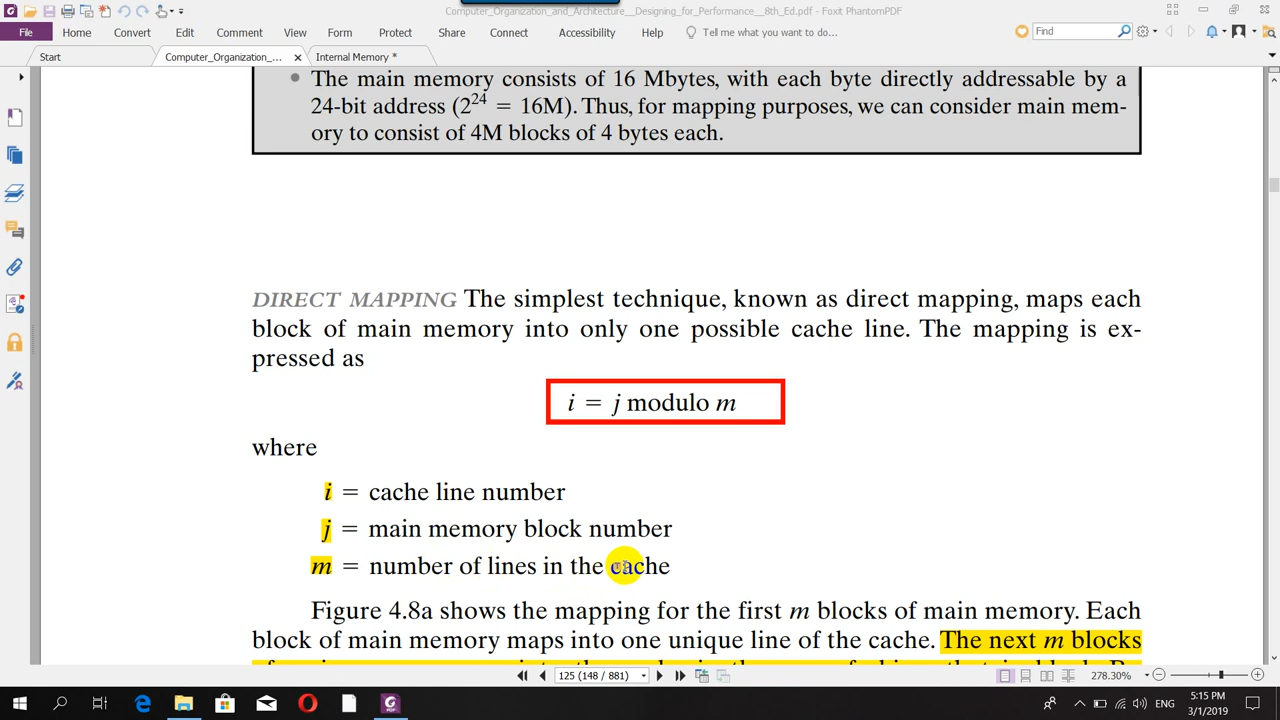 Computer_Organization_and_Architecture__Designing_for_Performance__8th_Ed.pdf - Foxit PhantomPDF
File Home Convert Edit Comment View Form Protect Share Connect Accessibility Help Tell me what you want to do... Find
Start Computer_Organization_... Internal Memory *
• The main memory consists of 16 Mbytes, with each byte directly addressable by a
24-bit address (2²⁴ = 16M). Thus, for mapping purposes, we can consider main mem-
ory to consist of 4M blocks of 4 bytes each.
DIRECT MAPPING The simplest technique, known as direct mapping, maps each
block of main memory into only one possible cache line. The mapping is ex-
pressed as
i = j modulo m
where
i = cache line number
j = main memory block number
m = number of lines in the cache
Figure 4.8a shows the mapping for the first m blocks of main memory. Each
block of main memory maps into one unique line of the cache. The next m blocks
125 (148 / 881) 278.30%
ENG 5:15 PM
3/1/2019